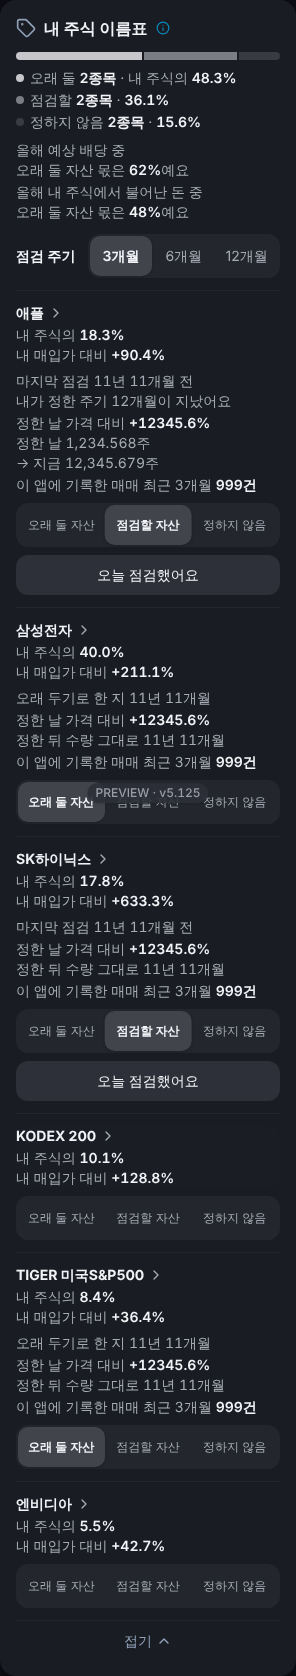 내 주식 이름표
오래 둘 2종목 · 내 주식의 48.3%
점검할 2종목 · 36.1%
정하지 않음 2종목 · 15.6%
올해 예상 배당 중
오래 둘 자산 몫은 62%예요
올해 내 주식에서 불어난 돈 중
오래 둘 자산 몫은 48%예요
점검 주기 3개월 6개월 12개월
애플
내 주식의 18.3%
내 매입가 대비 +90.4%
마지막 점검 11년 11개월 전
내가 정한 주기 12개월이 지났어요
정한 날 가격 대비 +12345.6%
정한 날 1,234.568주
→ 지금 12,345.679주
이 앱에 기록한 매매 최근 3개월 999건
오래 둘 자산 점검할 자산 정하지 않음
오늘 점검했어요
삼성전자
내 주식의 40.0%
내 매입가 대비 +211.1%
오래 두기로 한 지 11년 11개월
정한 날 가격 대비 +12345.6%
정한 뒤 수량 그대로 11년 11개월
이 앱에 기록한 매매 최근 3개월 999건
PREVIEW · v5.125
오래 둘 자산 점검할 자산 정하지 않음
SK하이닉스
내 주식의 17.8%
내 매입가 대비 +633.3%
마지막 점검 11년 11개월 전
정한 날 가격 대비 +12345.6%
정한 뒤 수량 그대로 11년 11개월
이 앱에 기록한 매매 최근 3개월 999건
오래 둘 자산 점검할 자산 정하지 않음
오늘 점검했어요
KODEX 200
내 주식의 10.1%
내 매입가 대비 +128.8%
오래 둘 자산 점검할 자산 정하지 않음
TIGER 미국S&P500
내 주식의 8.4%
내 매입가 대비 +36.4%
오래 두기로 한 지 11년 11개월
정한 날 가격 대비 +12345.6%
정한 뒤 수량 그대로 11년 11개월
이 앱에 기록한 매매 최근 3개월 999건
오래 둘 자산 점검할 자산 정하지 않음
엔비디아
내 주식의 5.5%
내 매입가 대비 +42.7%
오래 둘 자산 점검할 자산 정하지 않음
접기